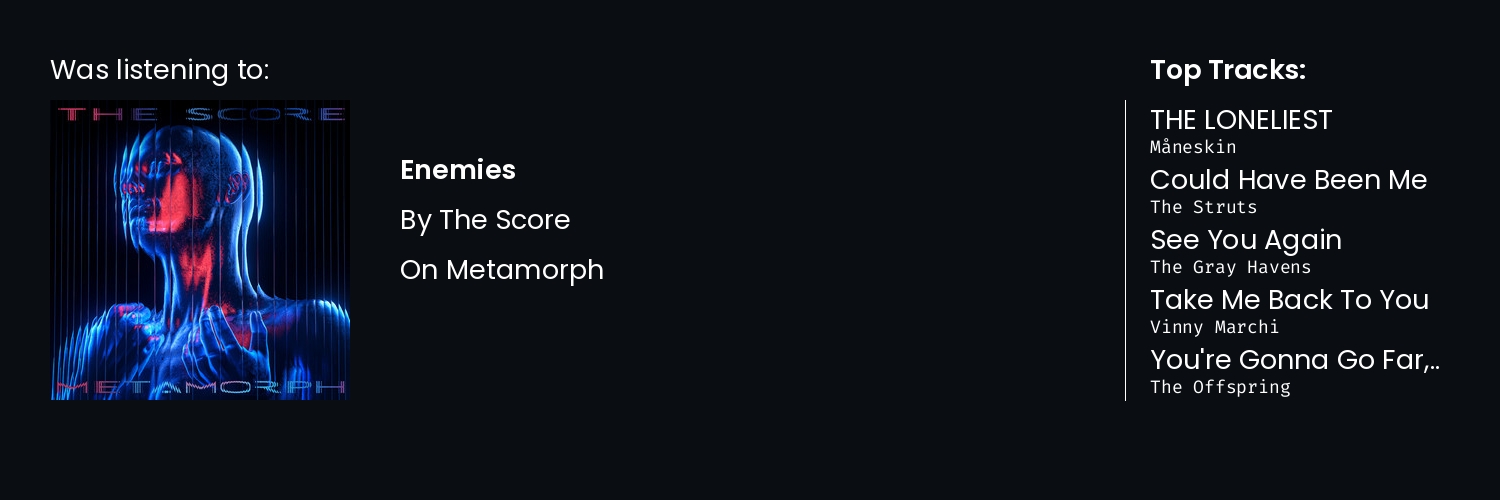 Was listening to:
THE SCORE
METAMORPH
Enemies
By The Score
On Metamorph
Top Tracks:
THE LONELIEST
Måneskin
Could Have Been Me
The Struts
See You Again
The Gray Havens
Take Me Back To You
Vinny Marchi
You're Gonna Go Far,..
The Offspring